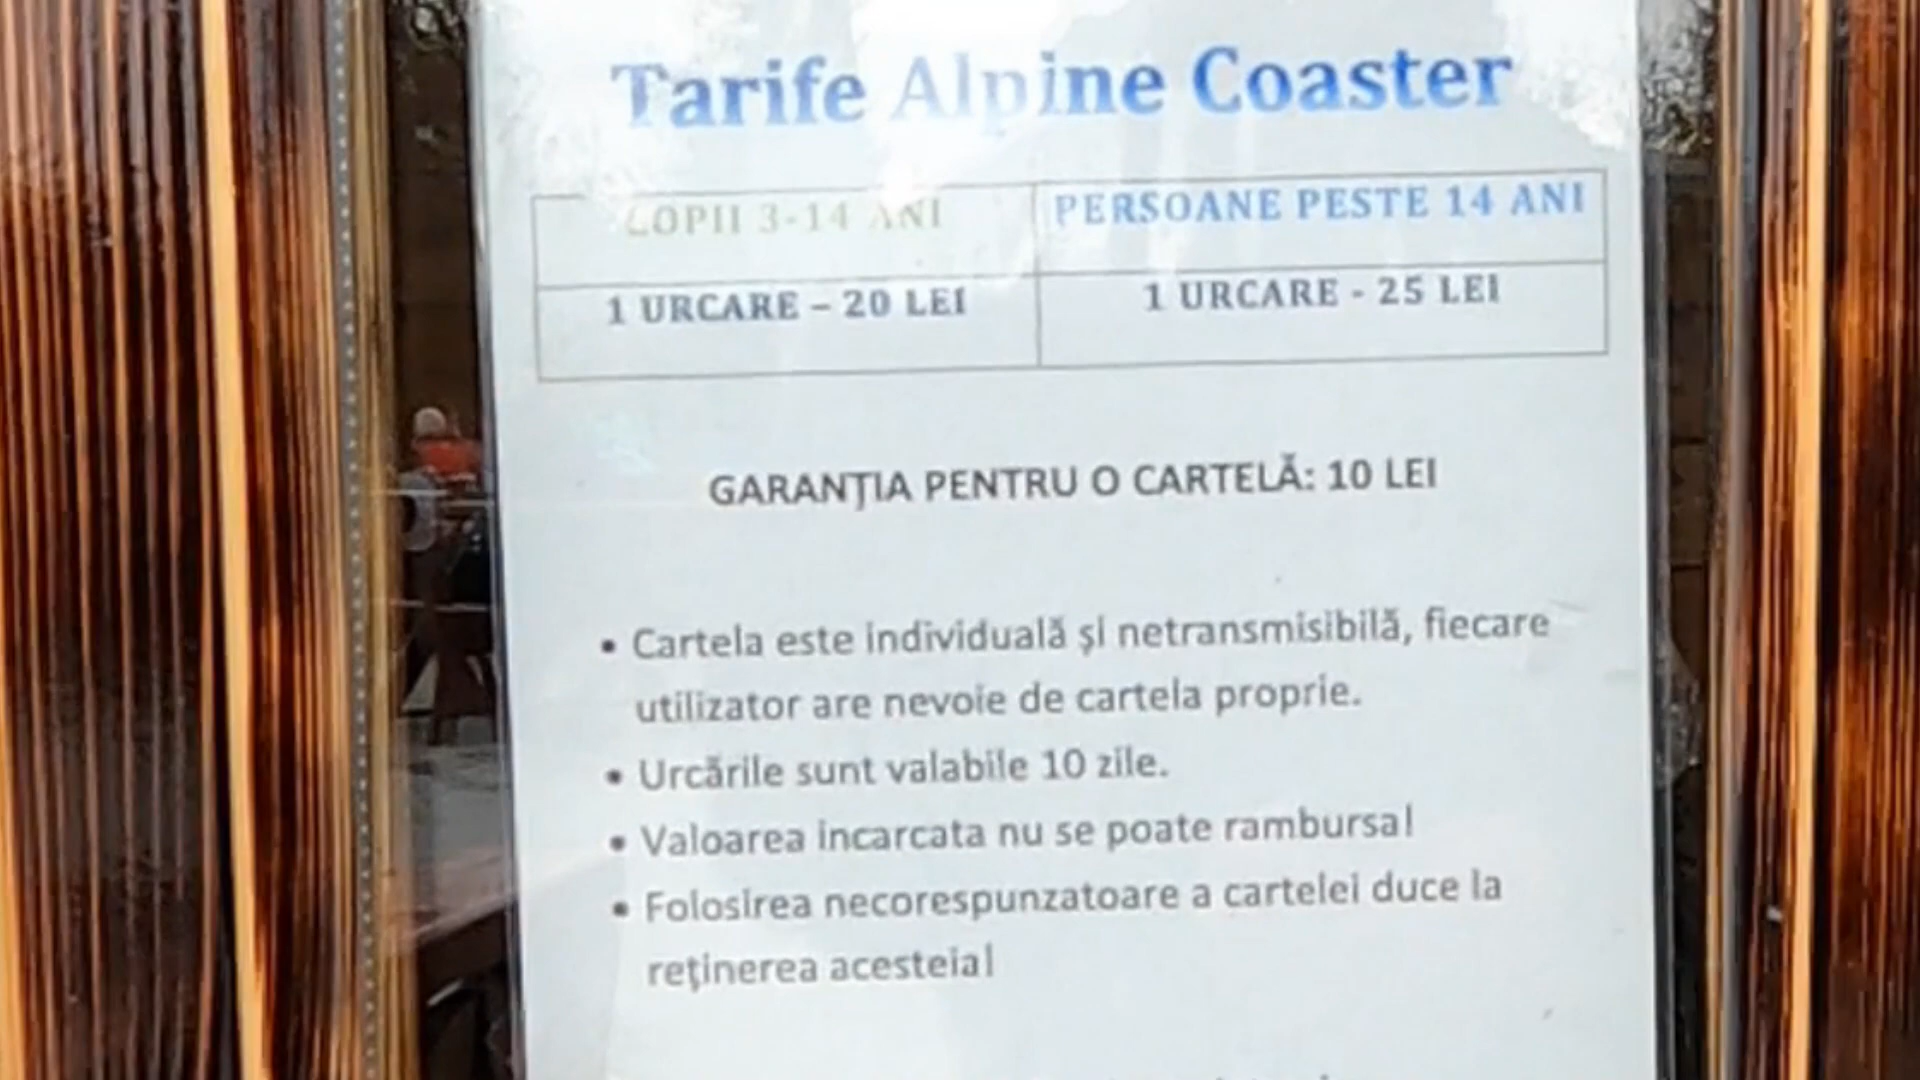 Tarife Alpine Coaster
COPII 3-14 ANI
PERSOANE PESTE 14 ANI
1 URCARE – 20 LEI
1 URCARE - 25 LEI
GARANŢIA PENTRU O CARTELĂ: 10 LEI
• Cartela este individuală şi netransmisibilă, fiecare
utilizator are nevoie de cartela proprie.
• Urcările sunt valabile 10 zile.
• Valoarea incarcata nu se poate rambursa!
• Folosirea necorespunzatoare a cartelei duce la
reţinerea acesteia!